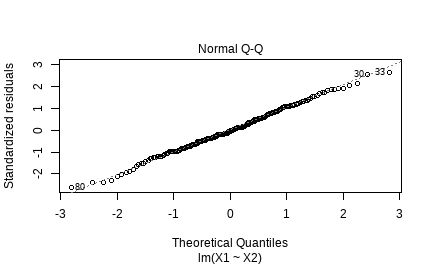 Normal Q-Q
Standardized residuals
3
2
1
0
-1
-2
30
33
80
-3 -2 -1 0 1 2 3
Theoretical Quantiles
lm(X1 ~ X2)